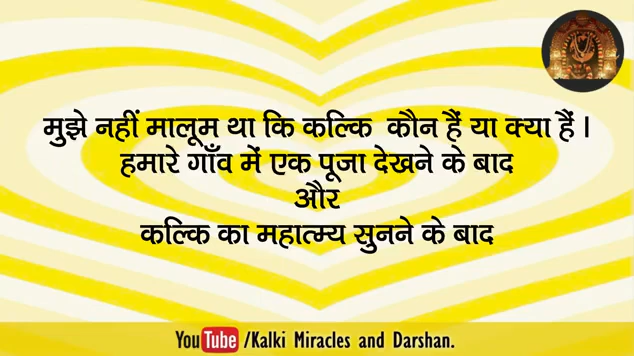 मुझे नहीं मालूम था कि कल्कि कौन हैं या क्या हैं।
हमारे गाँव में एक पूजा देखने के बाद
और
कल्कि का महात्म्य सुनने के बाद
YouTube /Kalki Miracles and Darshan.